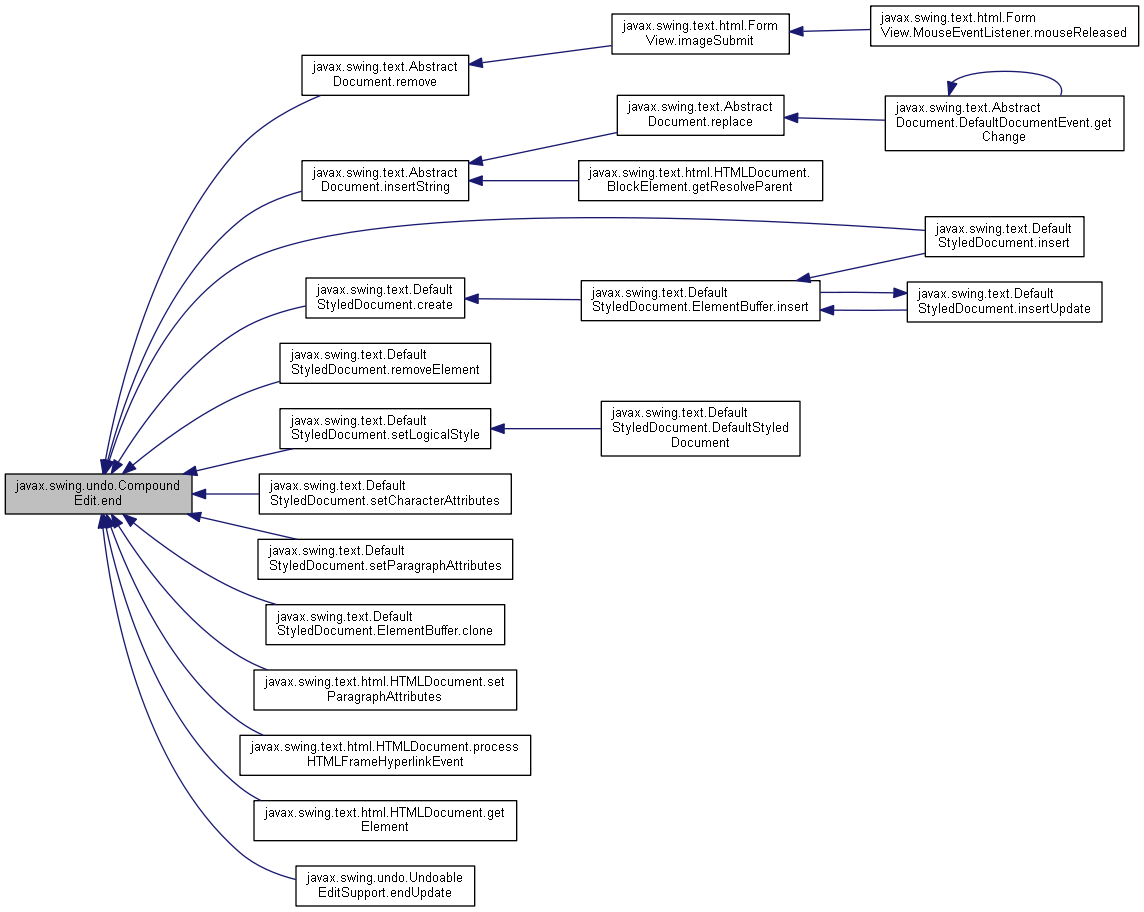 javax.swing.text.html.Form
View.imageSubmit
javax.swing.text.html.Form
View.MouseEventListener.mouseReleased
javax.swing.text.Abstract
Document.remove
javax.swing.text.Abstract
Document.replace
javax.swing.text.Abstract
Document.DefaultDocumentEvent.get
Change
javax.swing.text.Abstract
Document.insertString
javax.swing.text.html.HTMLDocument.
BlockElement.getResolveParent
javax.swing.text.Default
StyledDocument.insert
javax.swing.text.Default
StyledDocument.create
javax.swing.text.Default
StyledDocument.ElementBuffer.insert
javax.swing.text.Default
StyledDocument.insertUpdate
javax.swing.text.Default
StyledDocument.removeElement
javax.swing.text.Default
StyledDocument.setLogicalStyle
javax.swing.text.Default
StyledDocument.DefaultStyled
Document
javax.swing.undo.Compound
Edit.end
javax.swing.text.Default
StyledDocument.setCharacterAttributes
javax.swing.text.Default
StyledDocument.setParagraphAttributes
javax.swing.text.Default
StyledDocument.ElementBuffer.clone
javax.swing.text.html.HTMLDocument.set
ParagraphAttributes
javax.swing.text.html.HTMLDocument.process
HTMLFrameHyperlinkEvent
javax.swing.text.html.HTMLDocument.get
Element
javax.swing.undo.Undoable
EditSupport.endUpdate